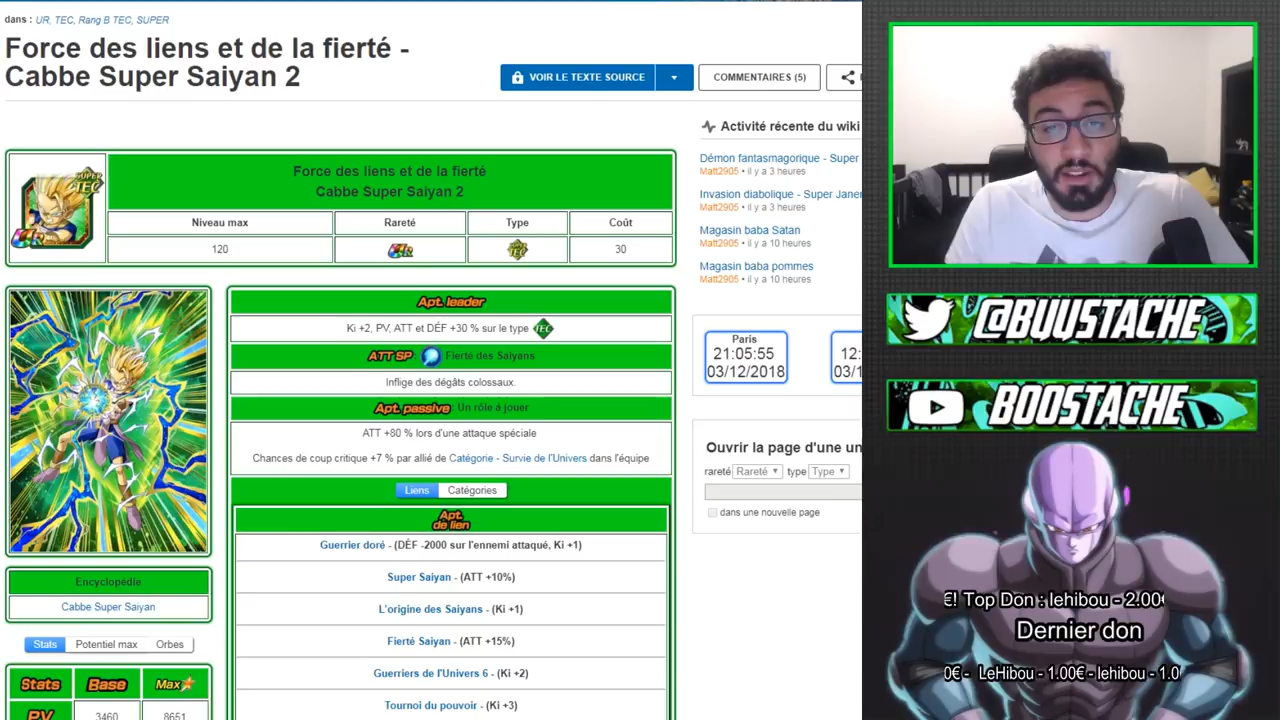 dans : UR, TEC, Rang B TEC, SUPER
Force des liens et de la fierté -
Cabbe Super Saiyan 2
VOIR LE TEXTE SOURCE
COMMENTAIRES (5)
Activité récente du wiki
Démon fantasmagorique - Super
Matt2905 • il y a 3 heures
Invasion diabolique - Super Janer
Matt2905 • il y a 3 heures
Magasin baba Satan
Matt2905 • il y a 10 heures
Magasin baba pommes
Matt2905 • il y a 10 heures
SUPER TEC
UR
Force des liens et de la fierté
Cabbe Super Saiyan 2
Niveau max Rareté Type Coût
120 UR 30
Apt. leader
Ki +2, PV, ATT et DÉF +30 % sur le type TEC
ATT SP Fierté des Saiyans
Inflige des dégâts colossaux.
Apt. passive Un rôle à jouer
ATT +80 % lors d'une attaque spéciale
Chances de coup critique +7 % par allié de Catégorie - Survie de l'Univers dans l'équipe
Liens Catégories
Apt. de lien
Guerrier doré - (DÉF -2000 sur l'ennemi attaqué, Ki +1)
Super Saiyan - (ATT +10%)
L'origine des Saiyans - (Ki +1)
Fierté Saiyan - (ATT +15%)
Guerriers de l'Univers 6 - (Ki +2)
Tournoi du pouvoir - (Ki +3)
Encyclopédie
Cabbe Super Saiyan
Stats Potentiel max Orbes
Stats Base Max
PV 3460 8651
Paris
21:05:55
03/12/2018
12:
03/1
Ouvrir la page d'une un
rareté Rareté type Type
dans une nouvelle page
@BUUSTACHE
BOOSTACHE
€! Top Don : lehibou - 2.00€
Dernier don
0€ - LeHibou - 1.00€ - lehibou - 1.0